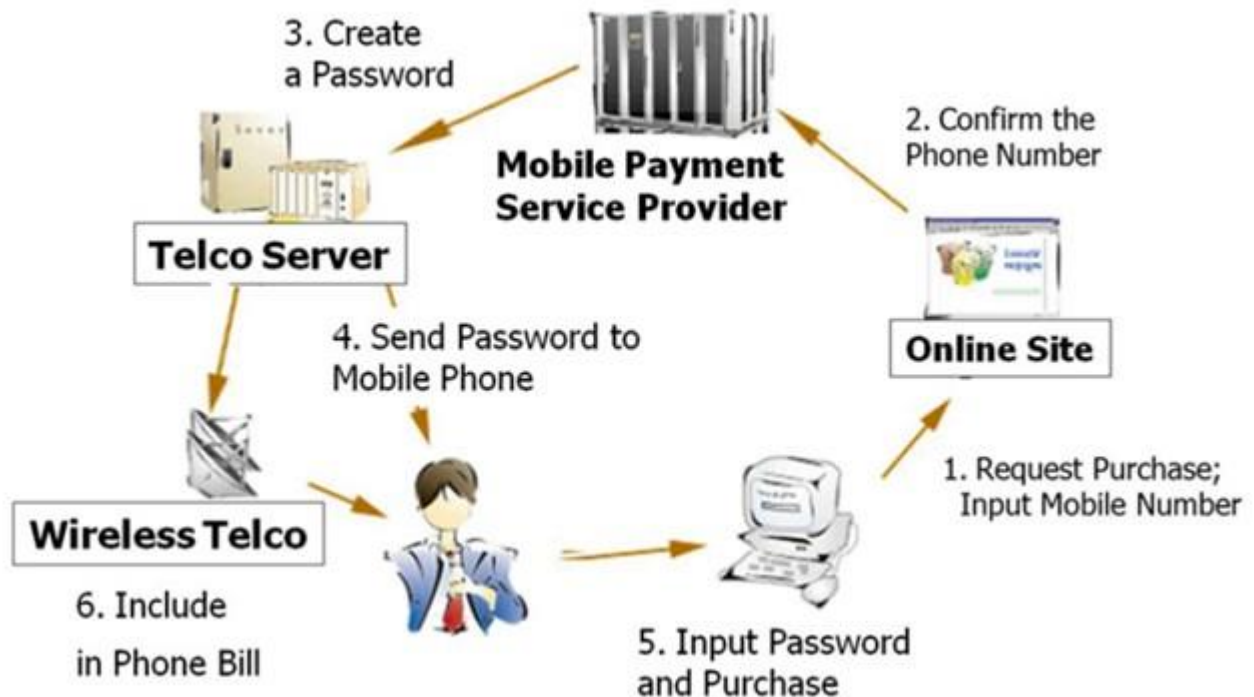 3. Create
a Password
Mobile Payment
Service Provider
2. Confirm the
Phone Number
Telco Server
4. Send Password to
Mobile Phone
Online Site
1. Request Purchase;
Input Mobile Number
Wireless Telco
6. Include
in Phone Bill
5. Input Password
and Purchase